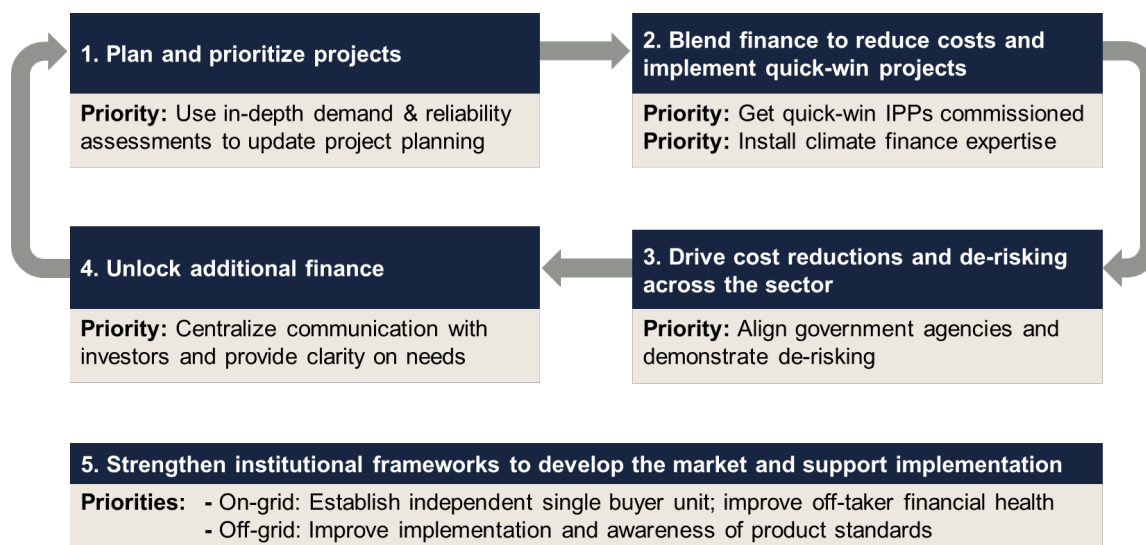 1. Plan and prioritize projects
Priority: Use in-depth demand & reliability
assessments to update project planning
2. Blend finance to reduce costs and
implement quick-win projects
Priority: Get quick-win IPPs commissioned
Priority: Install climate finance expertise
3. Drive cost reductions and de-risking
across the sector
Priority: Align government agencies and
demonstrate de-risking
4. Unlock additional finance
Priority: Centralize communication with
investors and provide clarity on needs
5. Strengthen institutional frameworks to develop the market and support implementation
Priorities: - On-grid: Establish independent single buyer unit; improve off-taker financial health
- Off-grid: Improve implementation and awareness of product standards